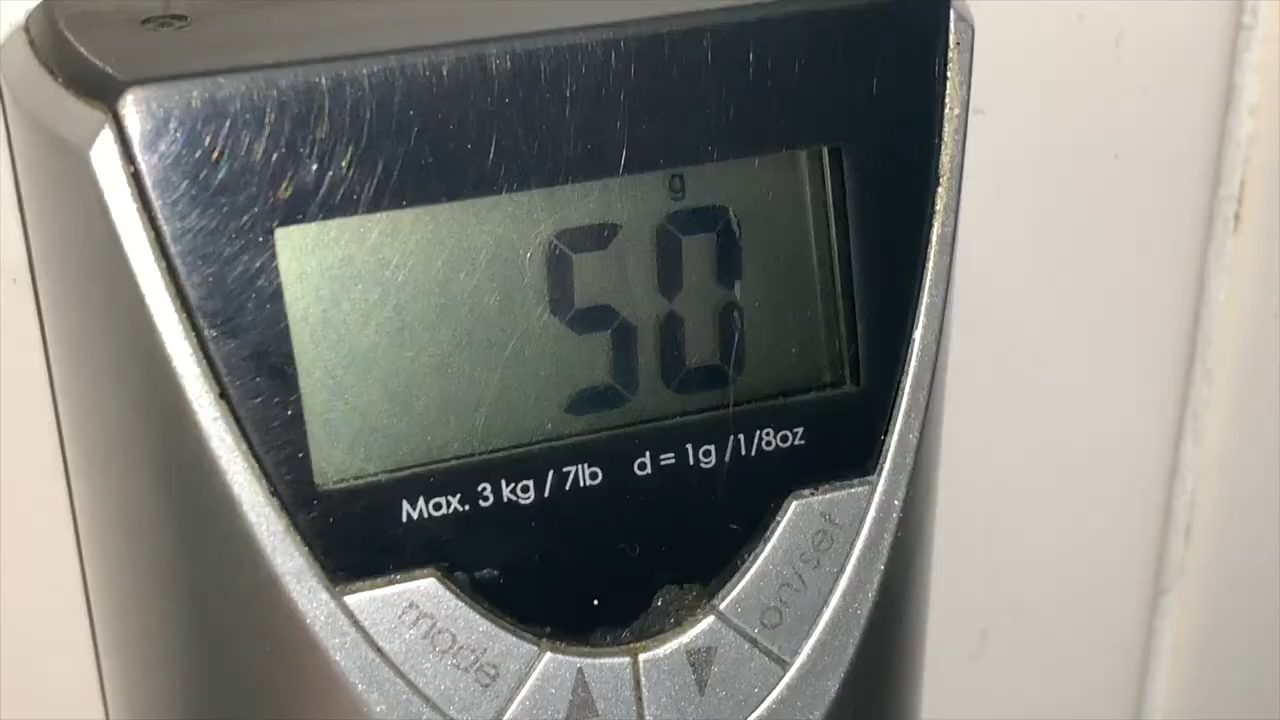 g
50
Max. 3 kg / 7lb d = 1g /1/8oz
mode
on/set